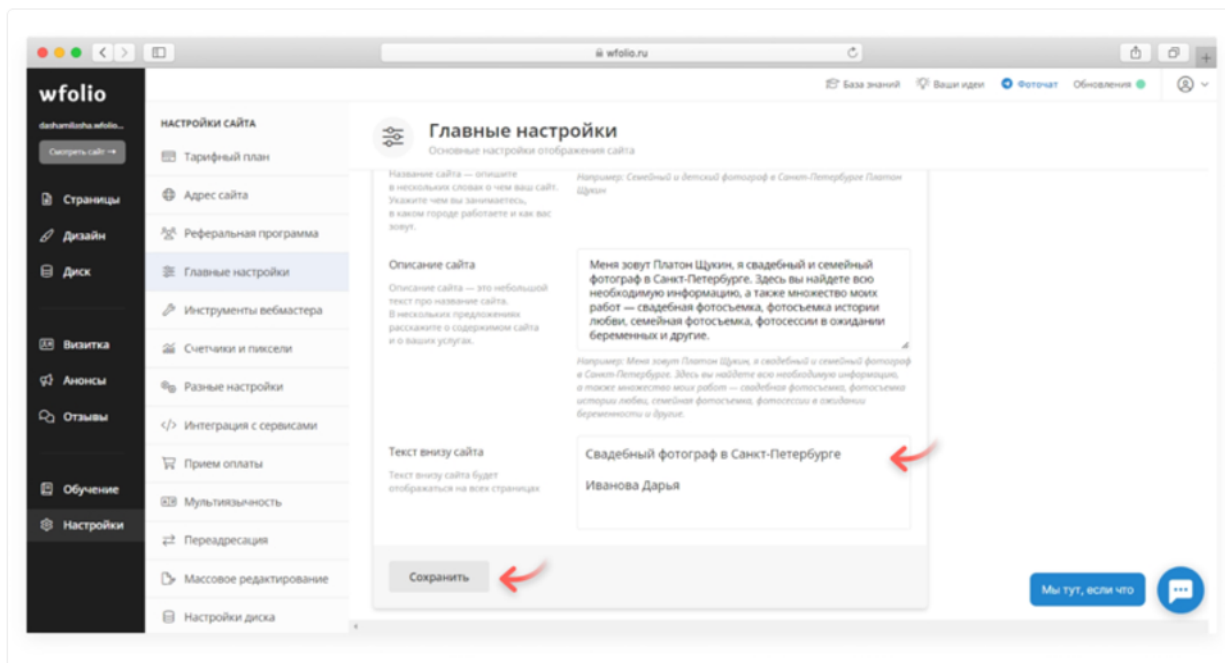 wfolio.ru
База знаний Ваши идеи Фоточат Обновления
wfolio
dashamilasha.wfolio...
Смотреть сайт →
Страницы
Дизайн
Диск
Визитка
Анонсы
Отзывы
Обучение
Настройки
НАСТРОЙКИ САЙТА
Тарифный план
Адрес сайта
Реферальная программа
Главные настройки
Инструменты вебмастера
Счетчики и пиксели
Разные настройки
Интеграция с сервисами
Прием оплаты
Мультиязычность
Переадресация
Массовое редактирование
Настройки диска
Главные настройки
Основные настройки отображения сайта
Название сайта — опишите
в нескольких словах о чем ваш сайт.
Укажите чем вы занимаетесь,
в каком городе работаете и как вас
зовут.
Например: Семейный и детский фотограф в Санкт-Петербурге Платон
Щукин
Описание сайта
Описание сайта — это небольшой
текст про название сайта.
В нескольких предложениях
расскажите о содержимом сайта
и о ваших услугах.
Меня зовут Платон Щукин, я свадебный и семейный
фотограф в Санкт-Петербурге. Здесь вы найдете всю
необходимую информацию, а также множество моих
работ — свадебная фотосъемка, фотосъемка истории
любви, семейная фотосъемка, фотосессии в ожидании
беременных и другие.
Например: Меня зовут Платон Щукин, я свадебный и семейный фотограф
в Санкт-Петербурге. Здесь вы найдете всю необходимую информацию,
а также множество моих работ — свадебная фотосъемка, фотосъемка
истории любви, семейная фотосъемка, фотосессии в ожидании
беременности и другие.
Текст внизу сайта
Текст внизу сайта будет
отображаться на всех страницах
Свадебный фотограф в Санкт-Петербурге
Иванова Дарья
Сохранить
Мы тут, если что